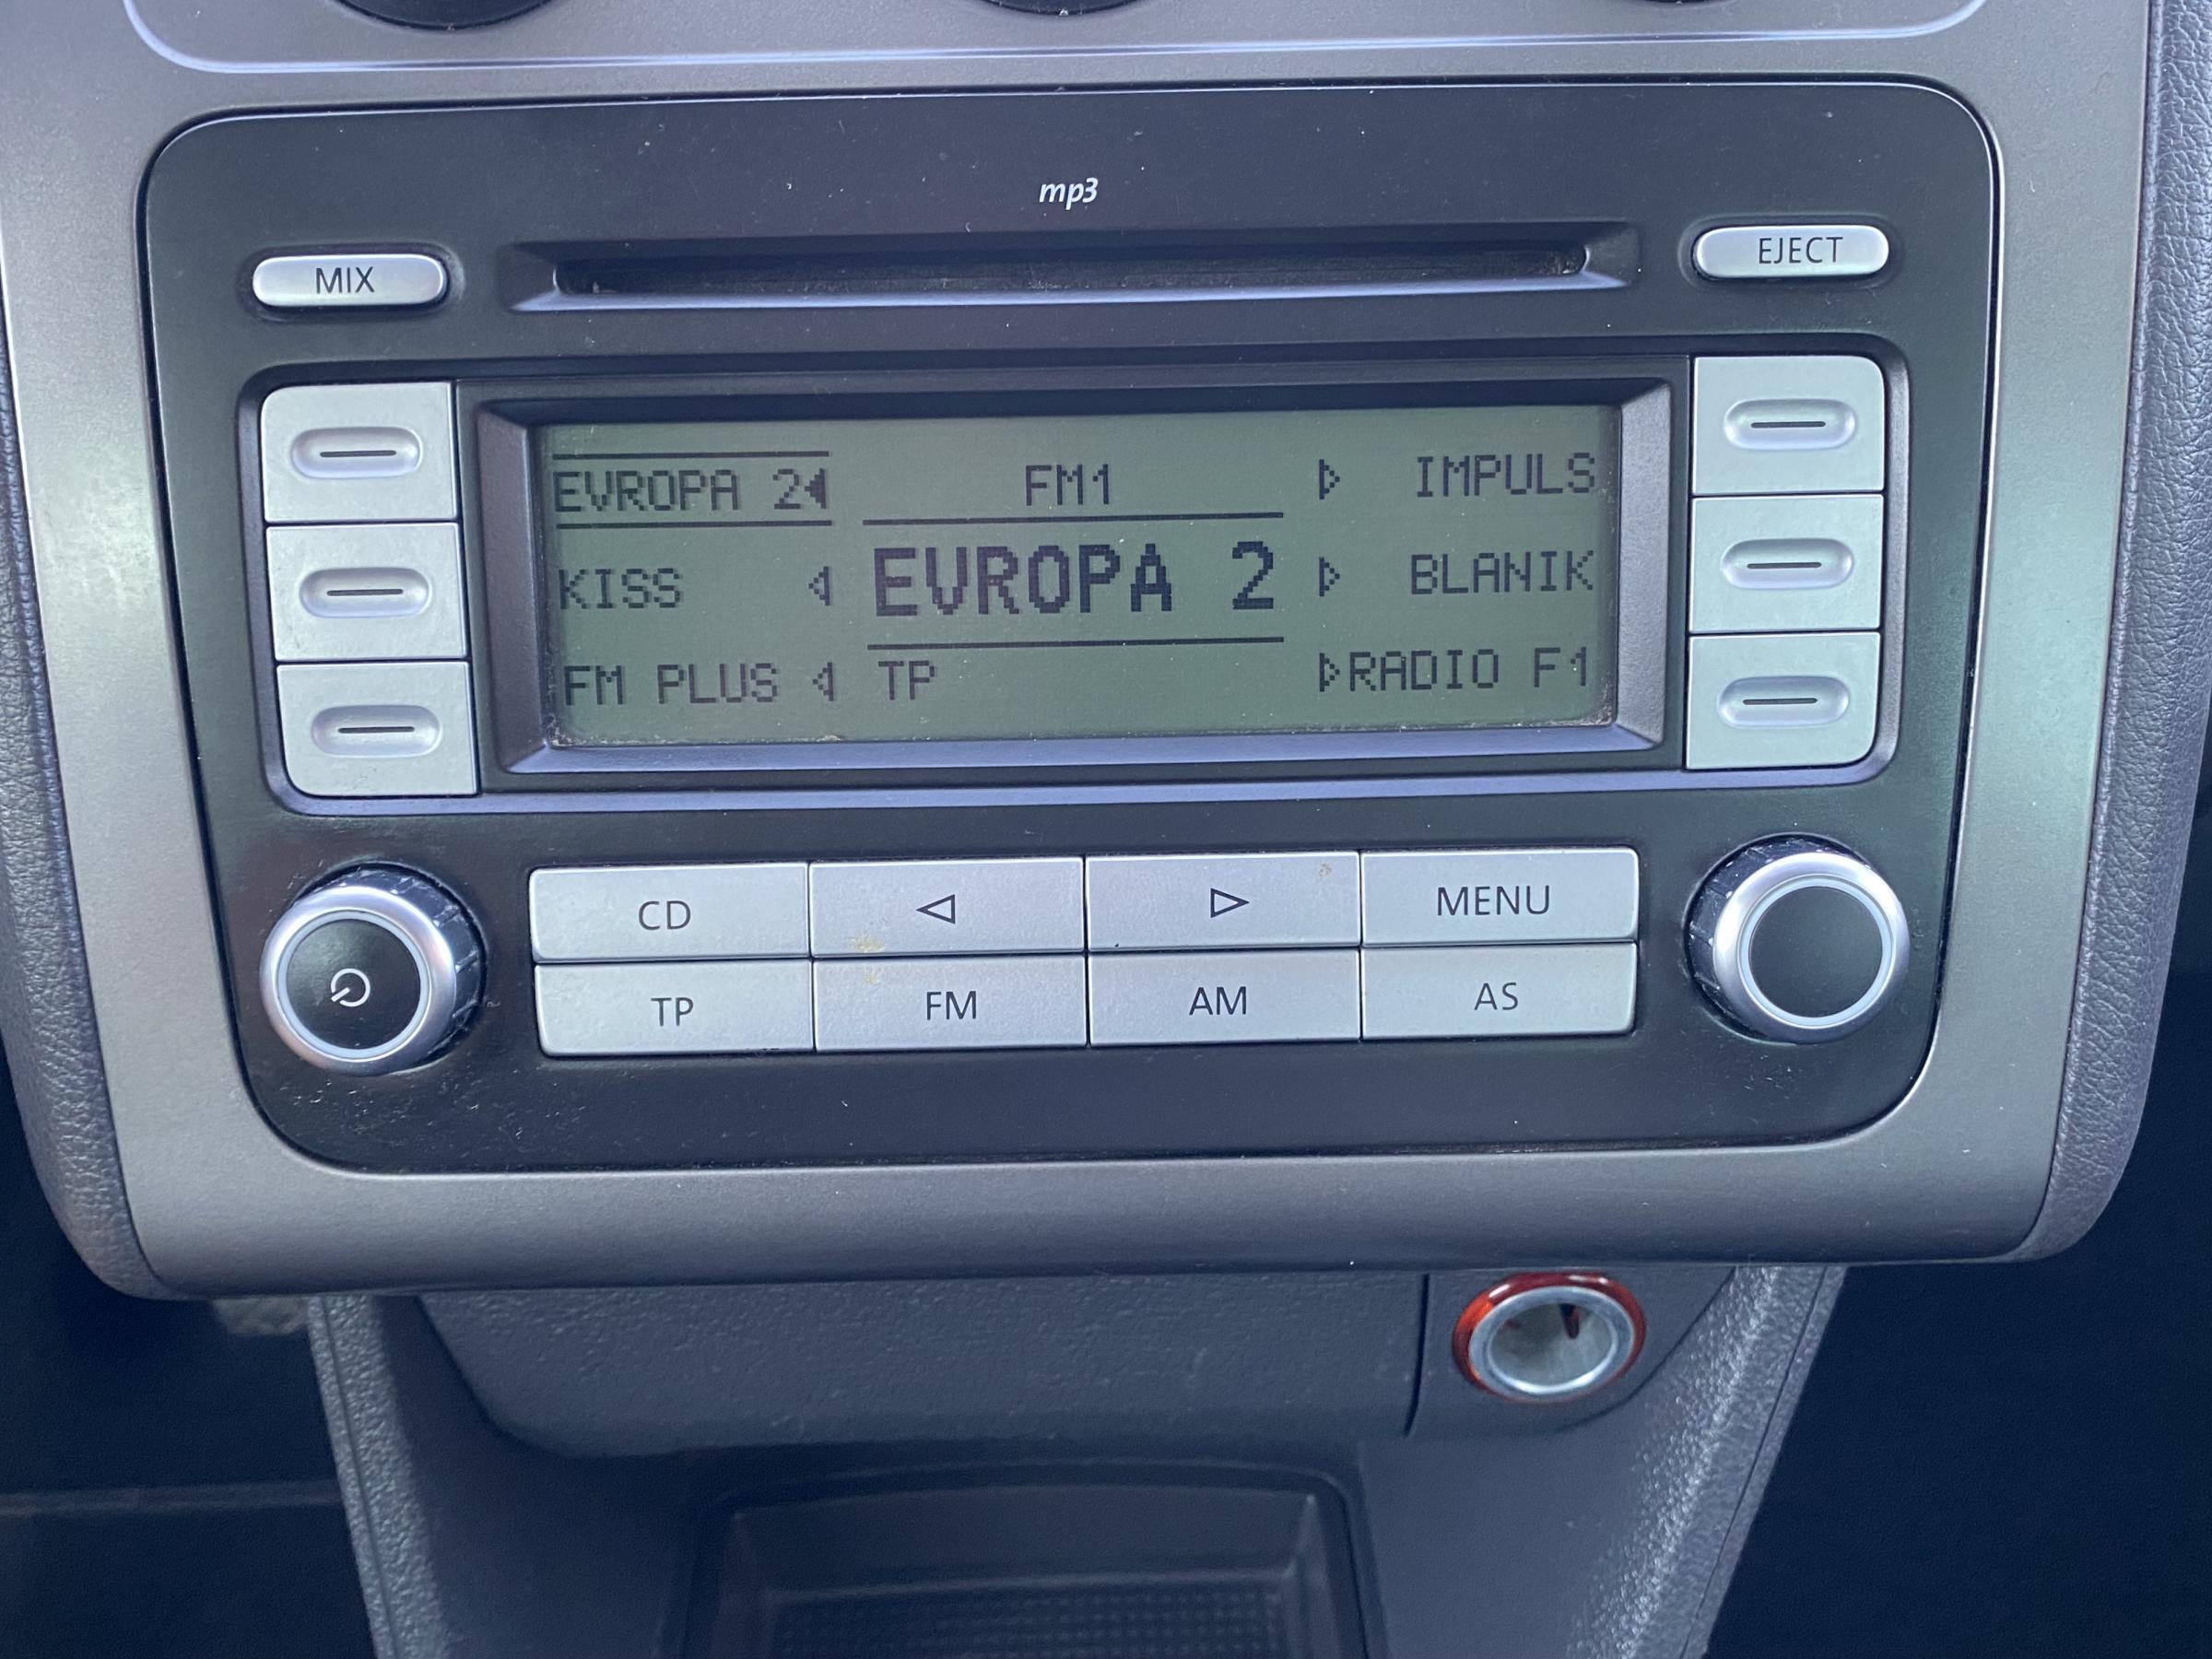 mp3
MIX
EJECT
EVROPA 2
FM1
IMPULS
KISS
EVROPA 2
BLANIK
FM PLUS
TP
RADIO F1
CD
MENU
TP
FM
AM
AS